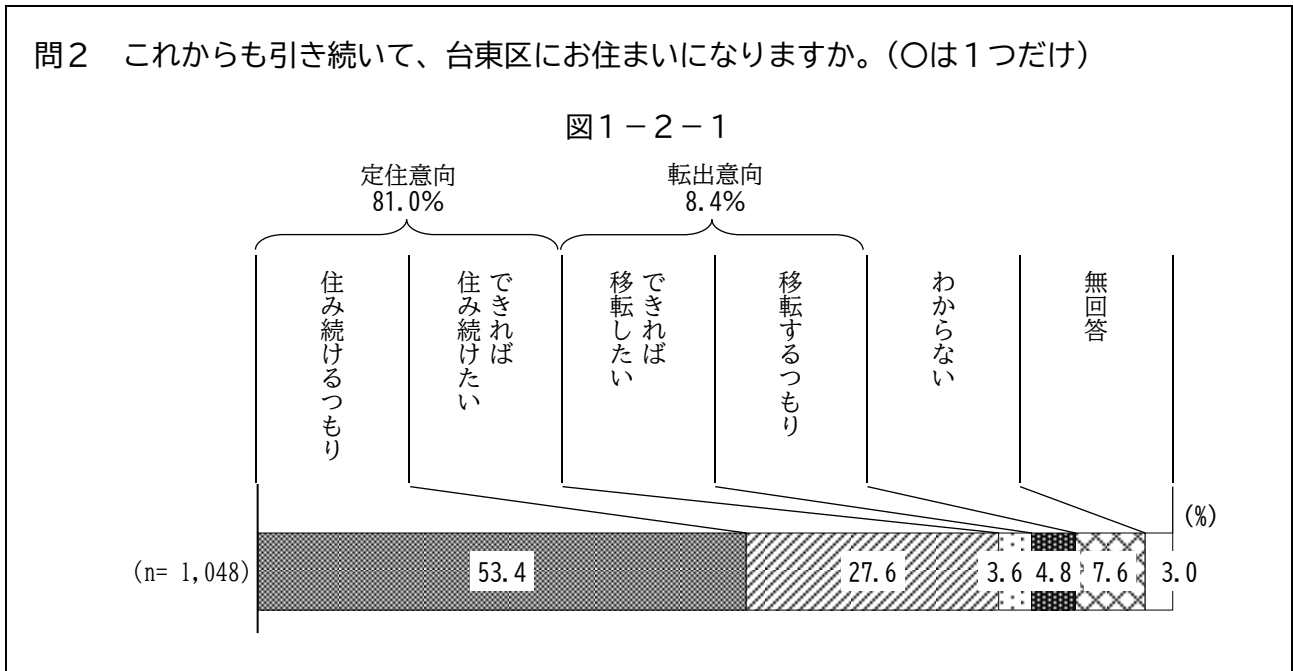 問2　これからも引き続いて、台東区にお住まいになりますか。（○は1つだけ）
図1－2－1
定住意向
81.0%
転出意向
8.4%
住み続けるつもり
できれば
住み続けたい
できれば
移転したい
移転するつもり
わからない
無回答
(%)
(n= 1,048)
53.4
27.6
3.6
4.8
7.6
3.0